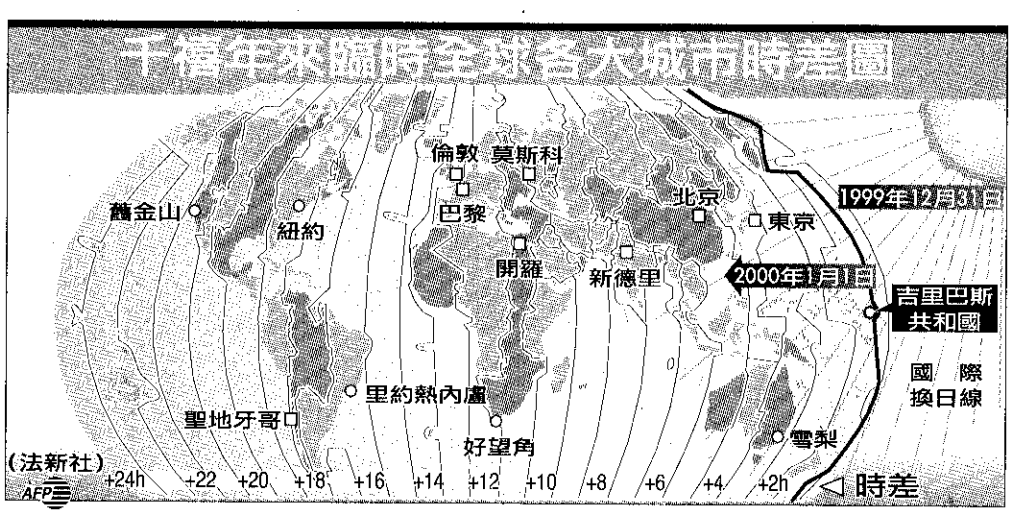 千禧年來臨時全球各大城市時差圖
倫敦
莫斯科
舊金山
紐約
巴黎
北京
東京
1999年12月31日
開羅
新德里
2000年1月1日
吉里巴斯
共和國
國際
換日線
里約熱內盧
聖地牙哥
好望角
雪梨
(法新社)
AFP
+24h +22 +20 +18 +16 +14 +12 +10 +8 +6 +4 +2h 時差